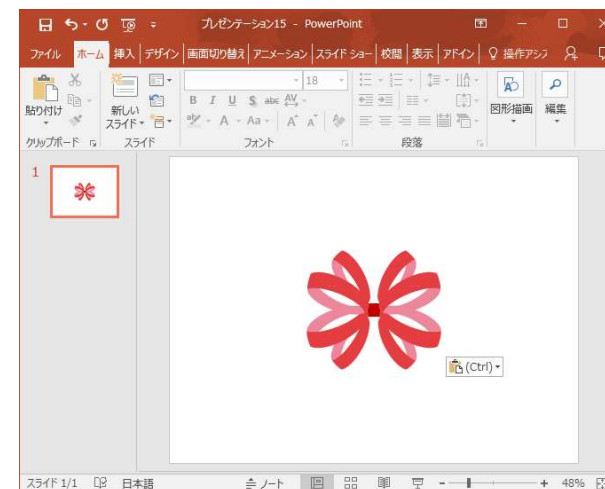 プレゼンテーション15 - PowerPoint
ファイル ホーム 挿入 デザイン 画面切り替え アニメーション スライド ショー 校閲 表示 アドイン 操作アシ
貼り付け 新しい スライド 18 B I U S abc AV 図形描画 編集
aby A Aa A A
クリップボード スライド フォント 段落
1
(Ctrl)
スライド 1/1 日本語 ノート 48%